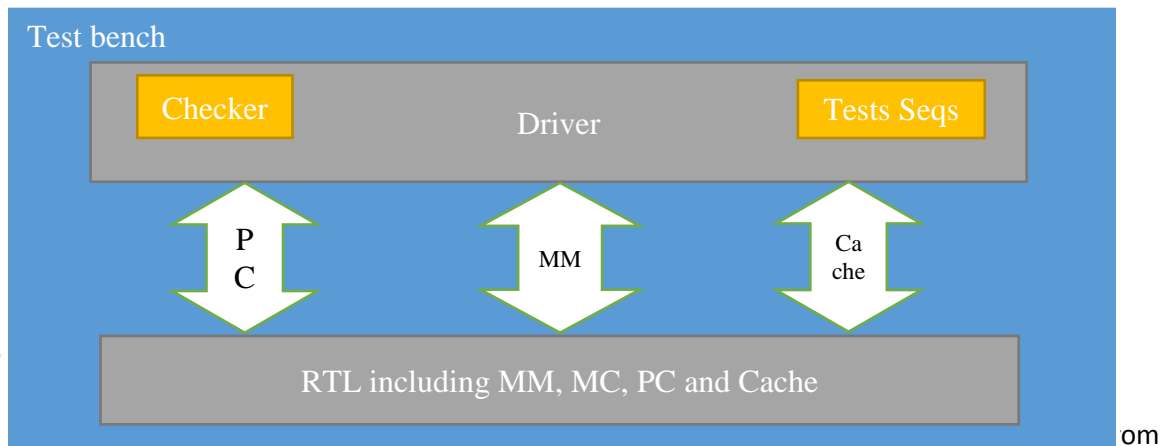 Test bench
Checker
Driver
Tests Seqs
P
C
MM
Ca
che
RTL including MM, MC, PC and Cache
om